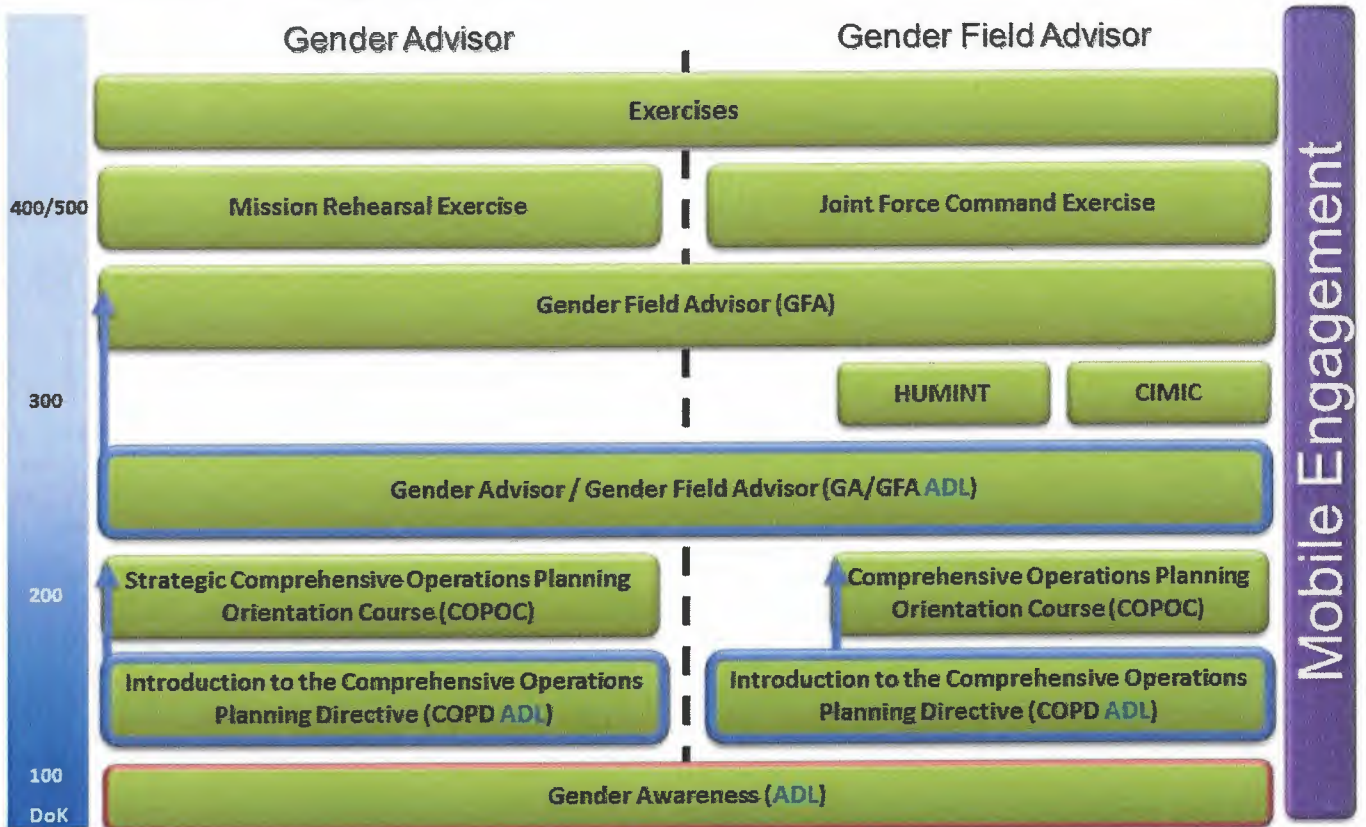 Gender Advisor
Gender Field Advisor
Exercises
400/500
Mission Rehearsal Exercise
Joint Force Command Exercise
Gender Field Advisor (GFA)
300
HUMINT
CIMIC
Gender Advisor / Gender Field Advisor (GA/GFA ADL)
200
Strategic Comprehensive Operations Planning
Orientation Course (COPOC)
Comprehensive Operations Planning
Orientation Course (COPOC)
Introduction to the Comprehensive Operations
Planning Directive (COPD ADL)
Introduction to the Comprehensive Operations
Planning Directive (COPD ADL)
100
DoK
Gender Awareness (ADL)
Mobile Engagement